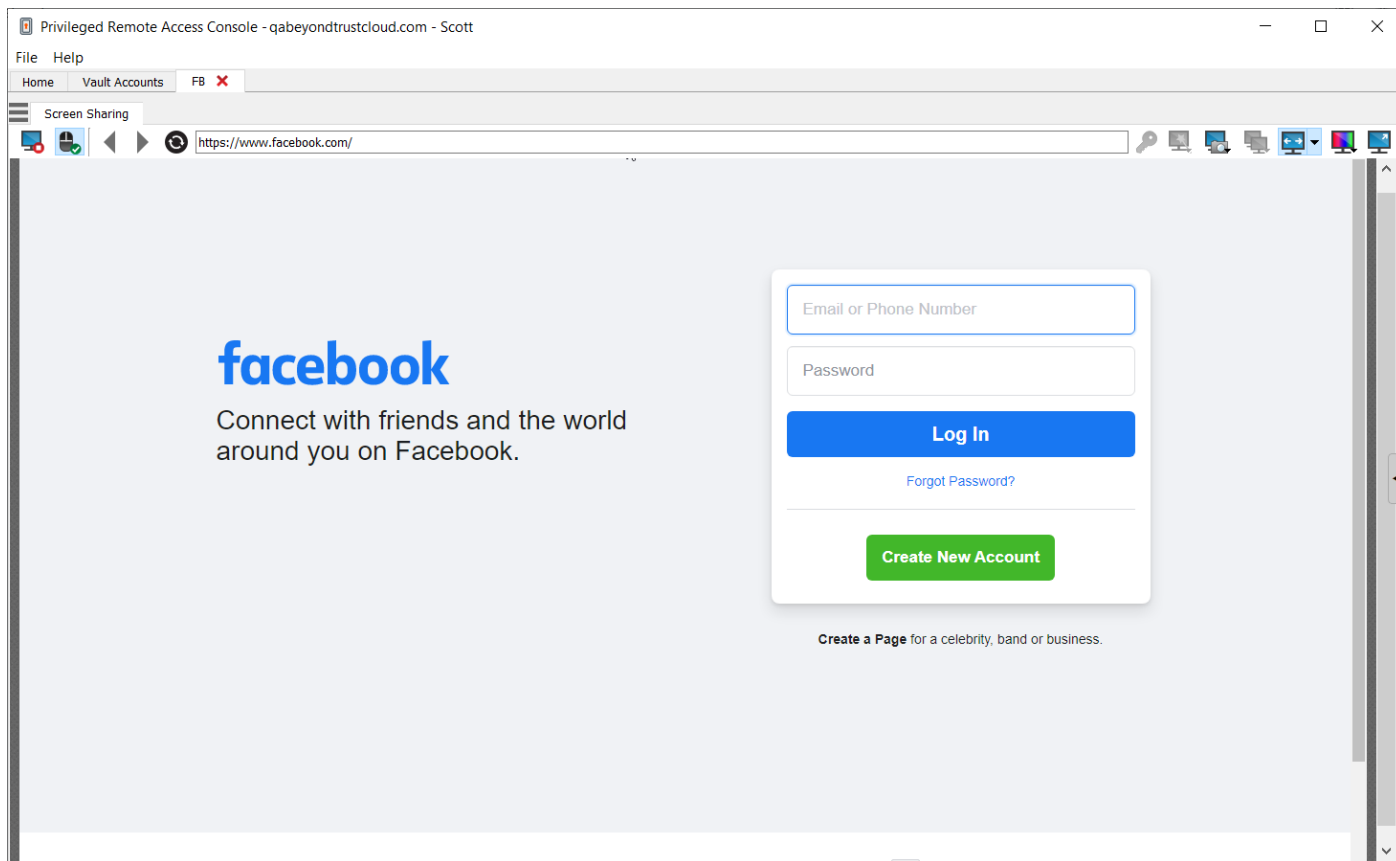 Privileged Remote Access Console - qabeyondtrustcloud.com - Scott
File Help
Home Vault Accounts FB
Screen Sharing
https://www.facebook.com/
Email or Phone Number
Password
facebook
Connect with friends and the world
around you on Facebook.
Log In
Forgot Password?
Create New Account
Create a Page for a celebrity, band or business.